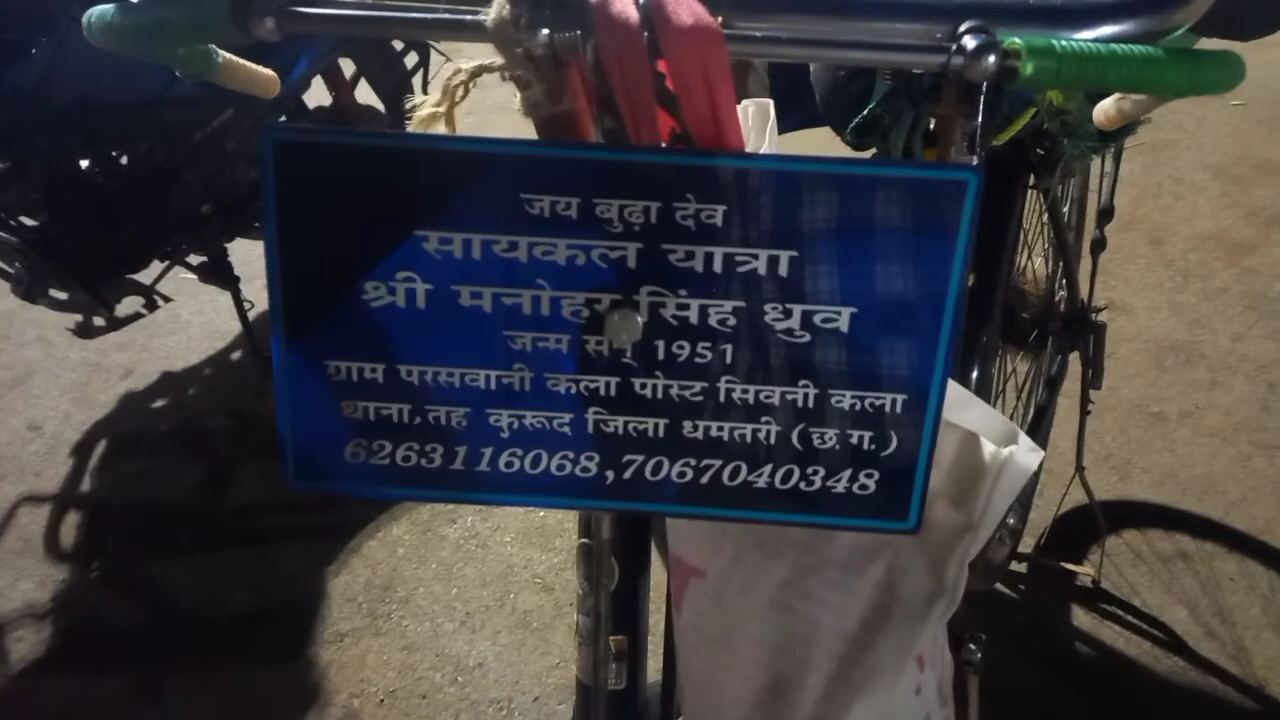 जय बुढ़ा देव
सायकल यात्रा
श्री मनोहर सिंह ध्रुव
जन्म सन् 1951
ग्राम परसवानी कला पोस्ट सिवनी कला
थाना,तह कुरूद जिला धमतरी (छ.ग.)
6263116068,7067040348